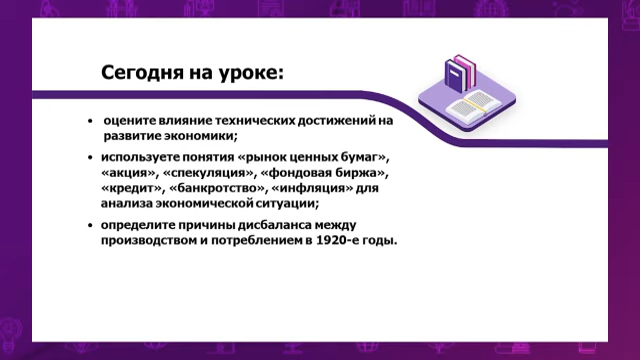 Сегодня на уроке:
• оцените влияние технических достижений на
развитие экономики;
• используете понятия «рынок ценных бумаг»,
«акция», «спекуляция», «фондовая биржа»,
«кредит», «банкротство», «инфляция» для
анализа экономической ситуации;
• определите причины дисбаланса между
производством и потреблением в 1920-е годы.